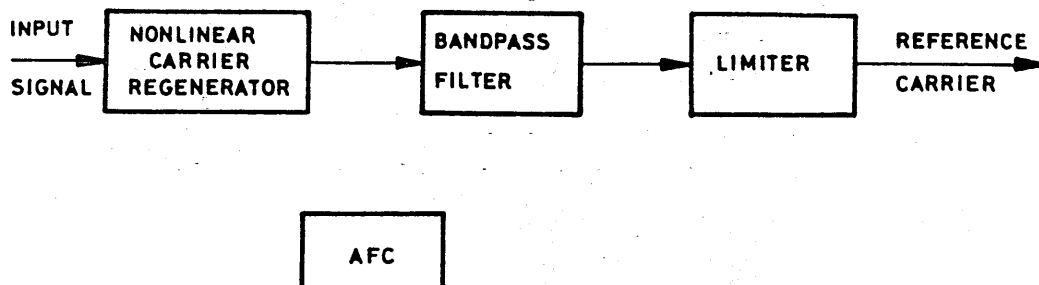 INPUT
SIGNAL
NONLINEAR
CARRIER
REGENERATOR
BANDPASS
FILTER
LIMITER
REFERENCE
CARRIER
AFC